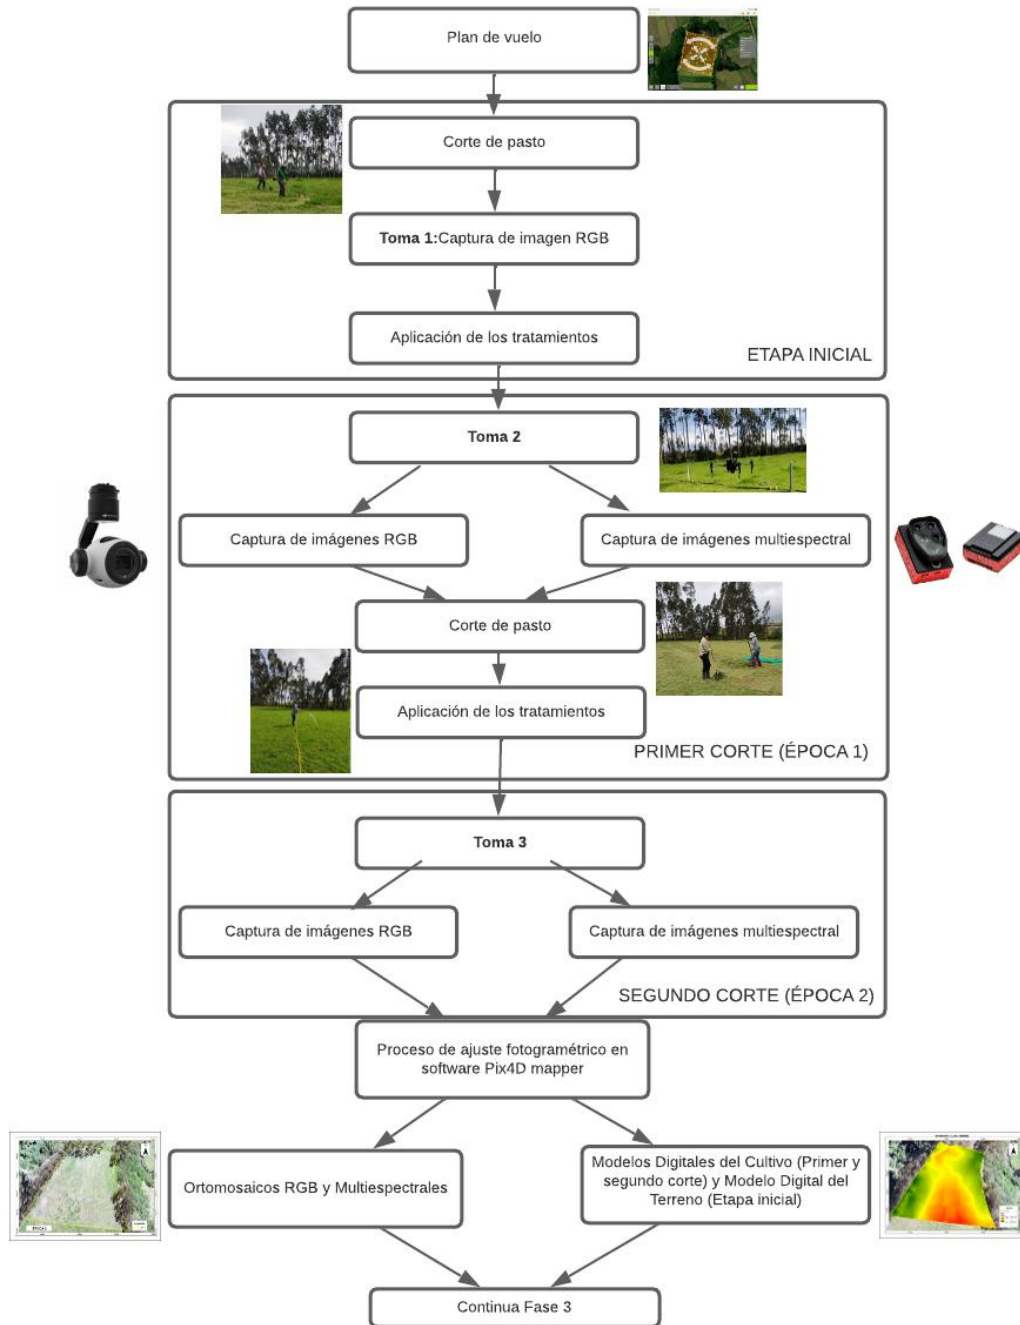 Plan de vuelo
Corte de pasto
Toma 1:Captura de imagen RGB
Aplicación de los tratamientos
ETAPA INICIAL
Toma 2
Captura de imágenes RGB
Captura de imágenes multiespectral
Corte de pasto
Aplicación de los tratamientos
PRIMER CORTE (ÉPOCA 1)
Toma 3
Captura de imágenes RGB
Captura de imágenes multiespectral
SEGUNDO CORTE (ÉPOCA 2)
Proceso de ajuste fotogramétrico en
software Pix4D mapper
Ortomosaicos RGB y Multiespectrales
Modelos Digitales del Cultivo (Primer y
segundo corte) y Modelo Digital del
Terreno (Etapa inicial)
Continua Fase 3